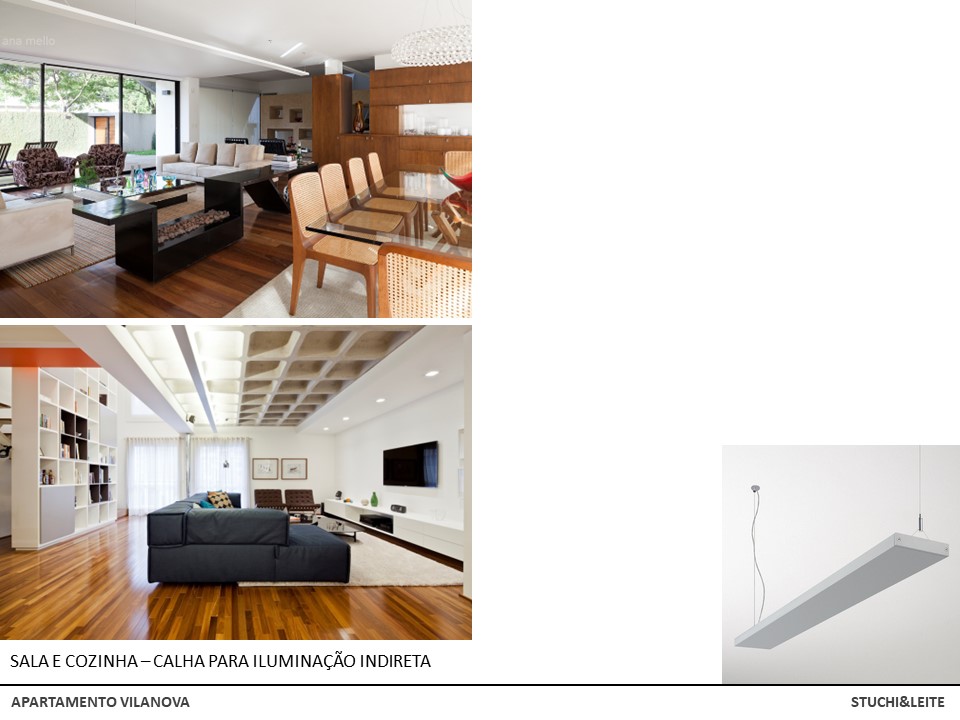 ana mello
SALA E COZINHA – CALHA PARA ILUMINAÇÃO INDIRETA
APARTAMENTO VILANOVA
STUCHI&LEITE